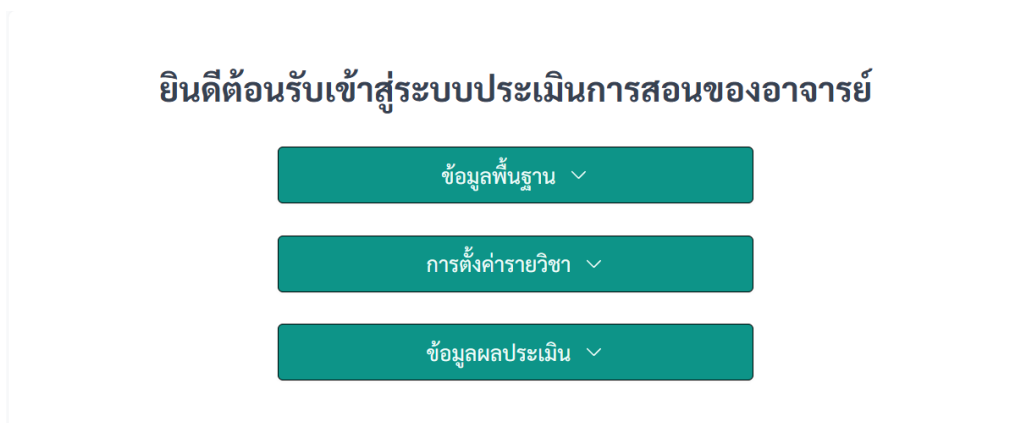 ยินดีต้อนรับเข้าสู่ระบบประเมินการสอนของอาจารย์
ข้อมูลพื้นฐาน
การตั้งค่ารายวิชา
ข้อมูลผลประเมิน